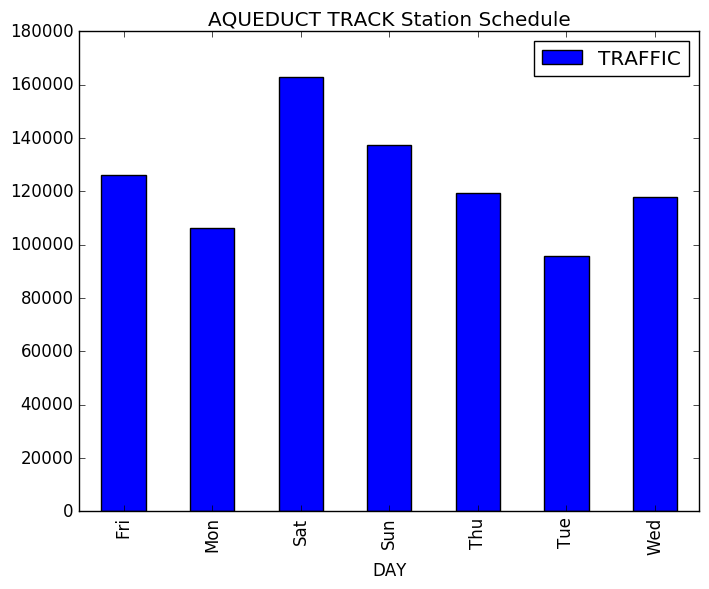 AQUEDUCT TRACK Station Schedule
TRAFFIC
180000
160000
140000
120000
100000
80000
60000
40000
20000
0
Fri
Mon
Sat
Sun
Thu
Tue
Wed
DAY